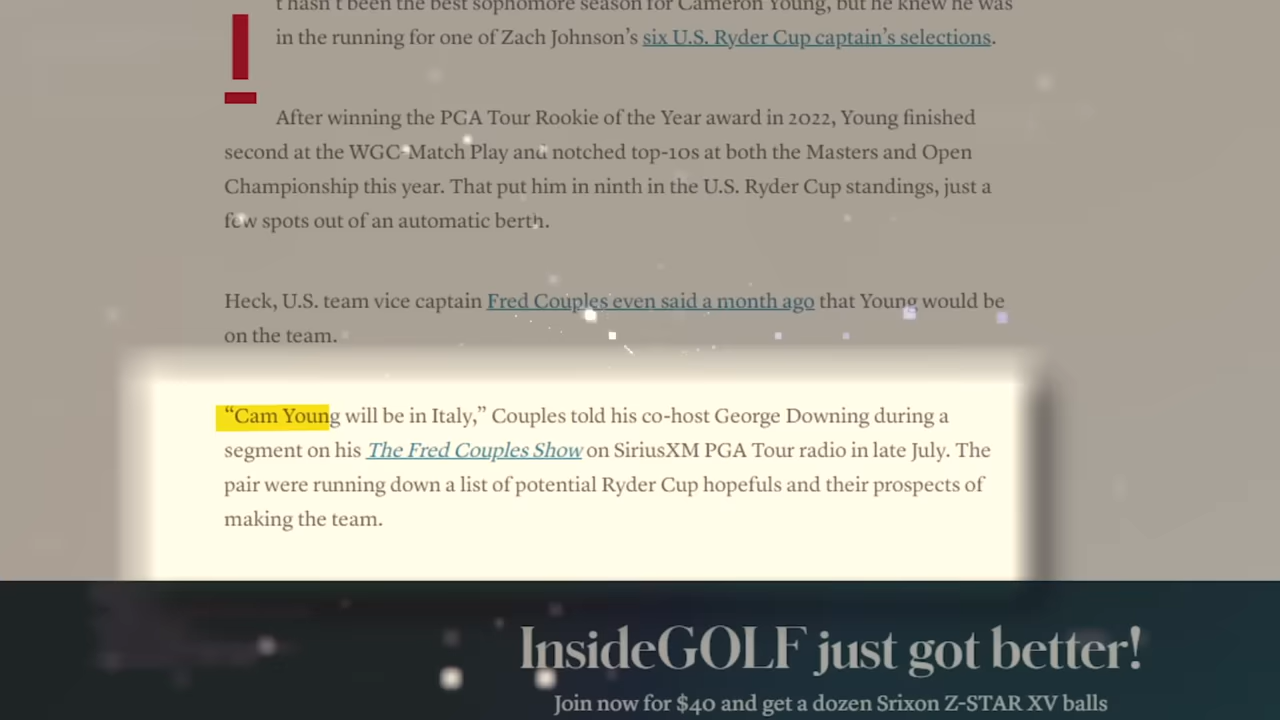 t hasn't been the best sophomore season for Cameron Young, but he knew he was
in the running for one of Zach Johnson's six U.S. Ryder Cup captain's selections.
After winning the PGA Tour Rookie of the Year award in 2022, Young finished
second at the WGC-Match Play and notched top-10s at both the Masters and Open
Championship this year. That put him in ninth in the U.S. Ryder Cup standings, just a
few spots out of an automatic berth.
Heck, U.S. team vice captain Fred Couples even said a month ago that Young would be
on the team.
“Cam Young will be in Italy,” Couples told his co-host George Downing during a
segment on his The Fred Couples Show on SiriusXM PGA Tour radio in late July. The
pair were running down a list of potential Ryder Cup hopefuls and their prospects of
making the team.
InsideGOLF just got better!
Join now for $40 and get a dozen Srixon Z-STAR XV balls